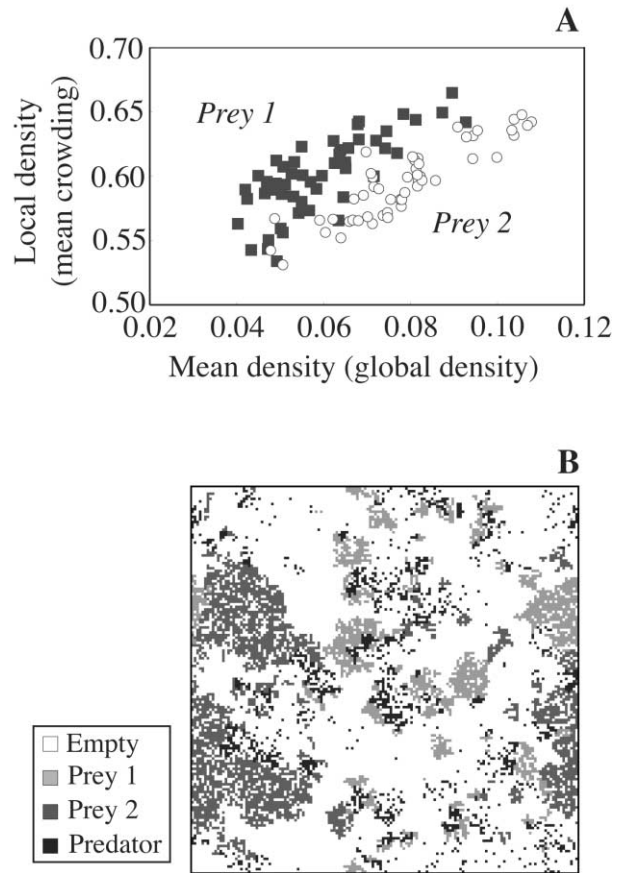 A
0.70
0.65
0.60
0.55
0.50
Local density
(mean crowding)
Prey 1
Prey 2
0.02 0.04 0.06 0.08 0.10 0.12
Mean density (global density)
B
Empty
Prey 1
Prey 2
Predator